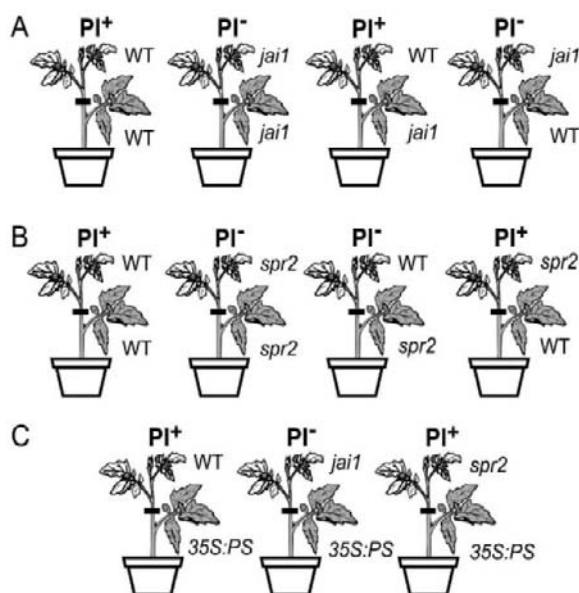 A PI+ PI- PI+ PI-
WT jai1 WT jai1
WT jai1 jai1 WT
B PI+ PI- PI- PI+
WT spr2 WT spr2
WT spr2 spr2 WT
C PI+ PI- PI+
WT jai1 spr2
35S:PS 35S:PS 35S:PS